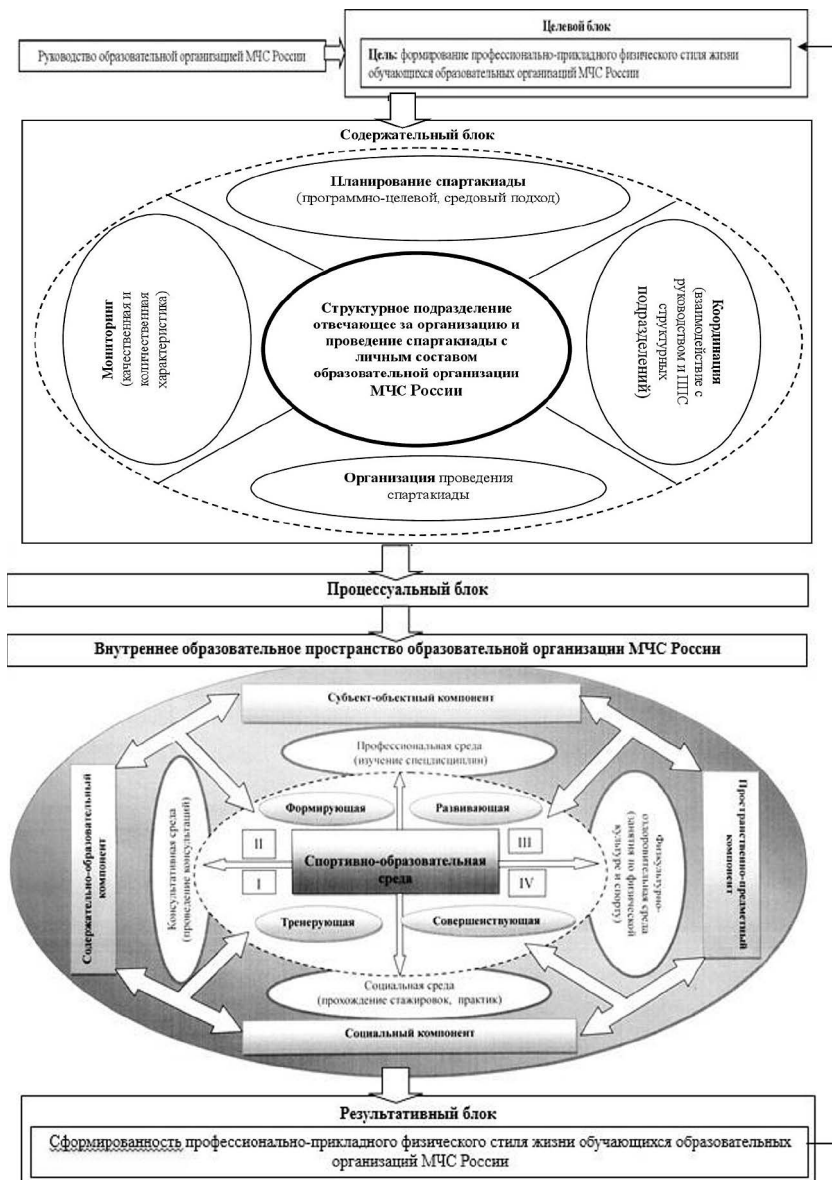 Целевой блок
Руководство образовательной организацией МЧС России
Цель: формирование профессионально-прикладного физического стиля жизни
обучающихся образовательных организаций МЧС России
Содержательный блок
Планирование спартакиады
(программно-целевой, средовый подход)
Мониторинг
(качественная и
количественная
характеристика)
Структурное подразделение
отвечающее за организацию и
проведение спартакиады с
личным составом
образовательной организации
МЧС России
Координация
(взаимодействие с
руководством и ППС
структурных
подразделений)
Организация проведения
спартакиады
Процессуальный блок
Внутреннее образовательное пространство образовательной организации МЧС России
Субъект-объектный компонент
Профессиональная среда
(изучение спецдисциплин)
Содержательно-образовательный
компонент
Консультативная среда
(проведение консультаций)
Формирующая
Развивающая
II
III
Спортивно-образовательная
среда
I
IV
Тренерующая
Совершенствующая
Физкультурно-
оздоровительная среда
(занятия по физической
культуре и спорту)
Пространственно-предметный
компонент
Социальная среда
(прохождение стажировок, практик)
Социальный компонент
Результативный блок
Сформированность профессионально-прикладного физического стиля жизни обучающихся образовательных
организаций МЧС России